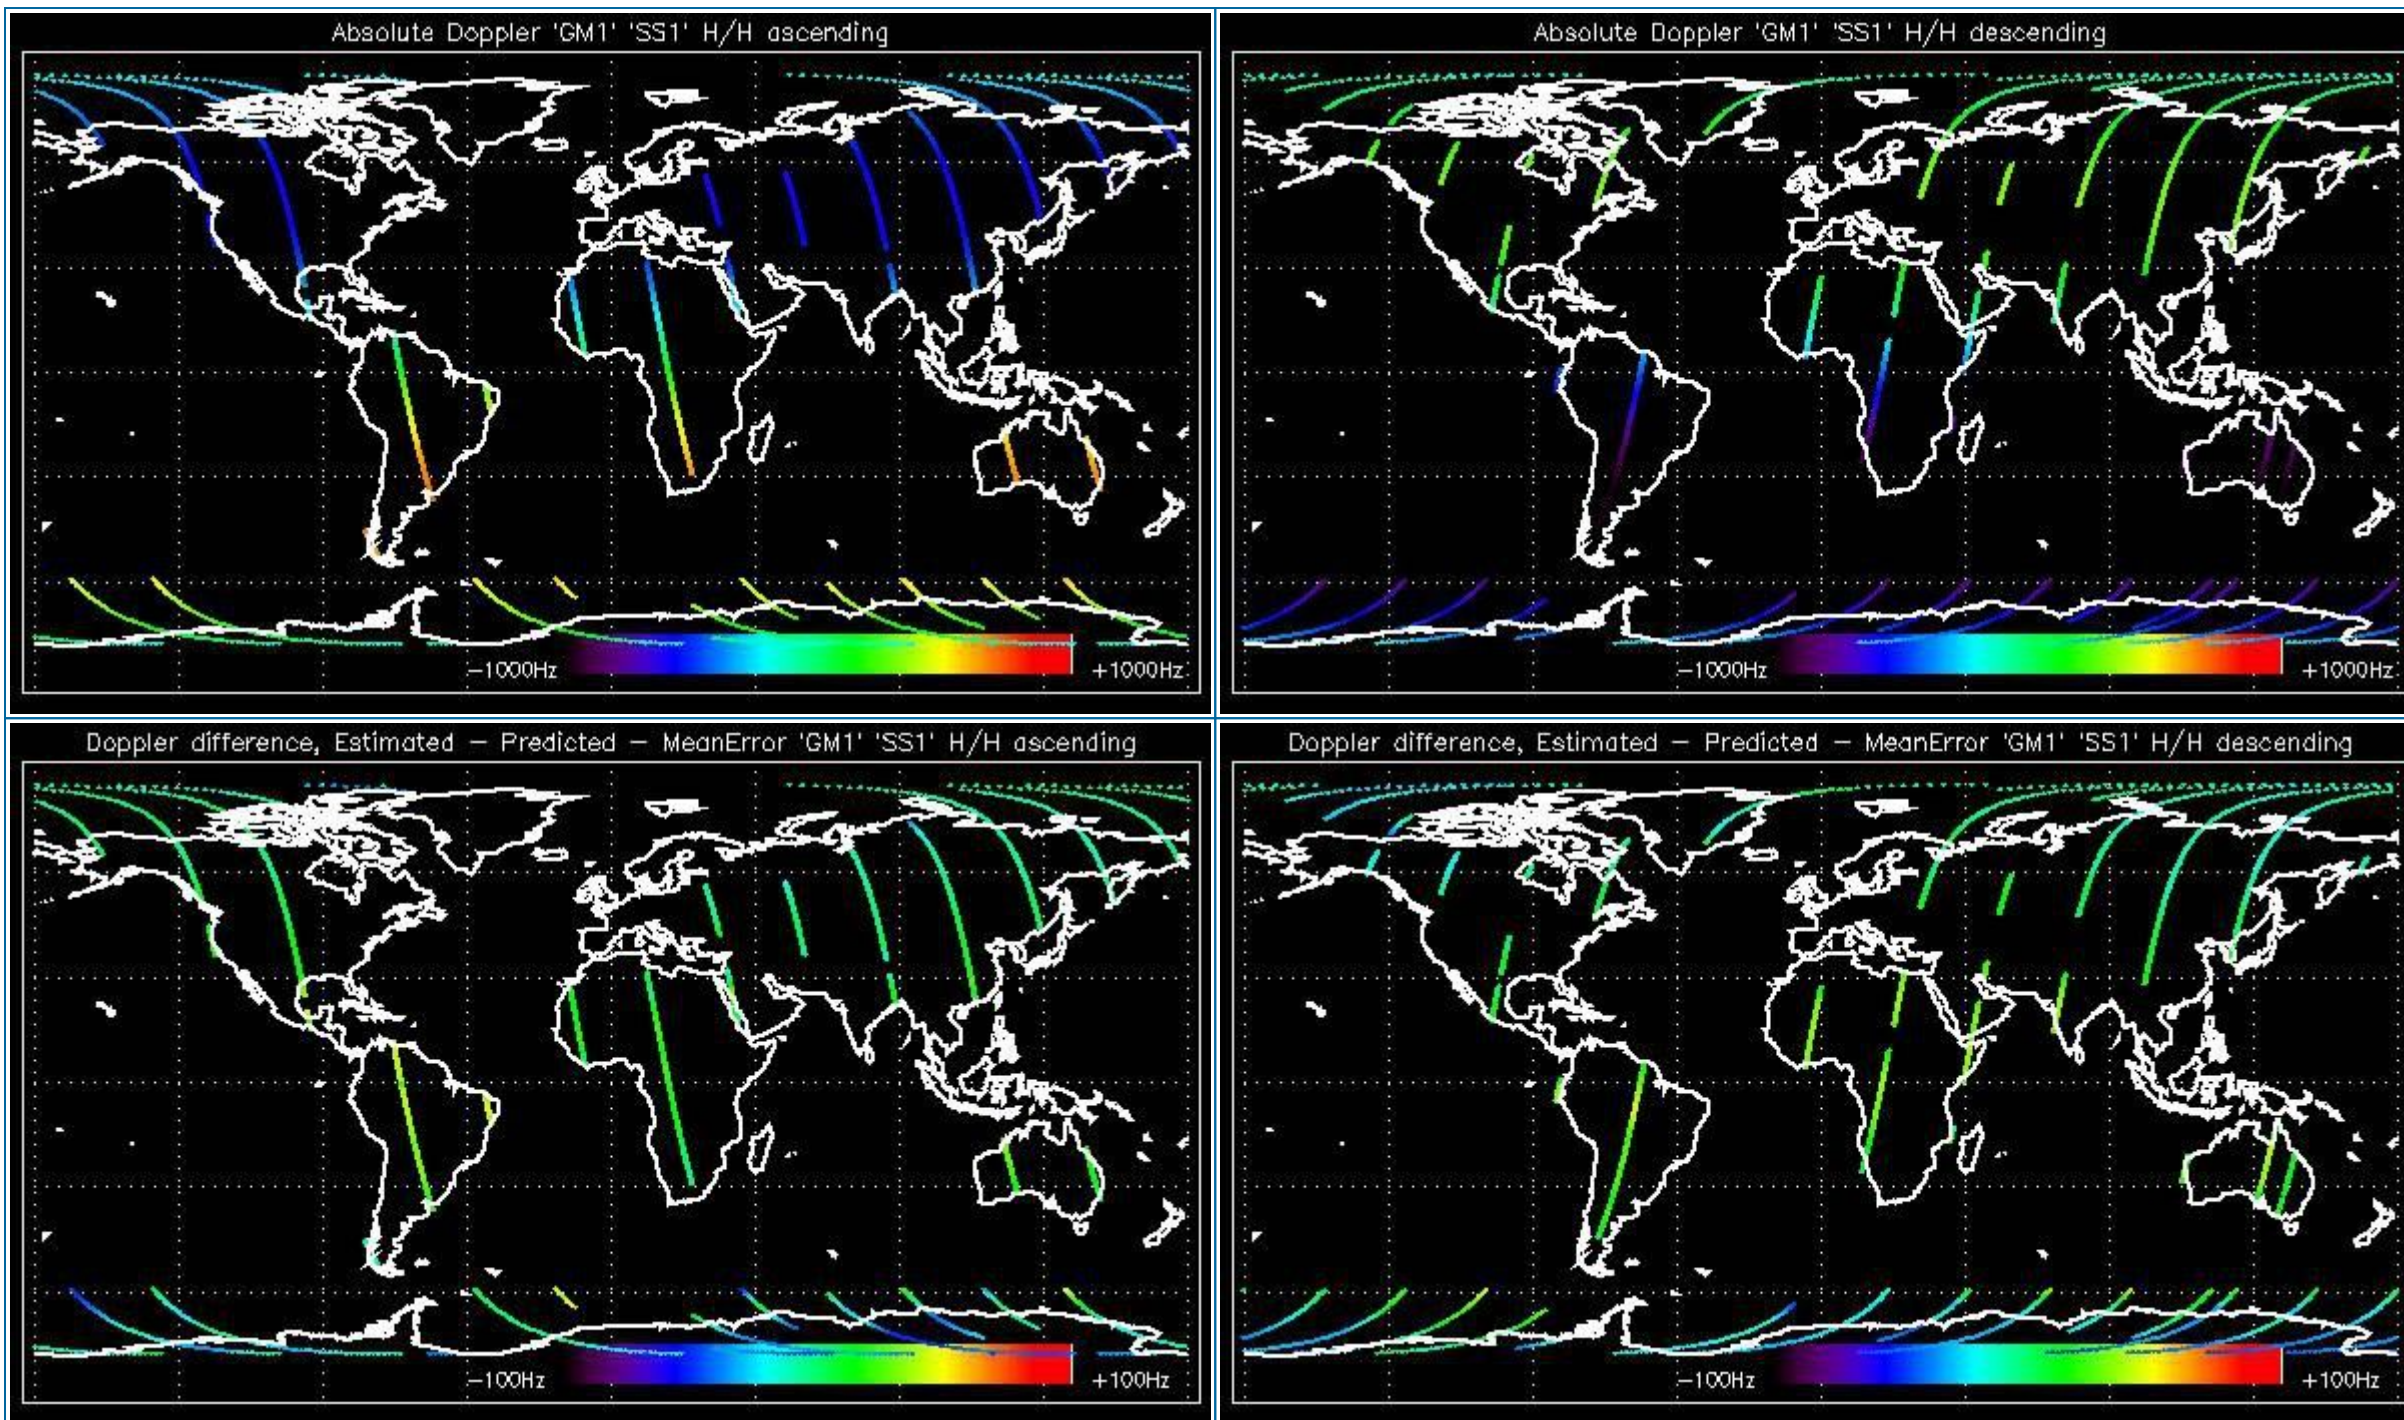 Absolute Doppler 'GM1' 'SS1' H/H ascending
-1000Hz
+1000Hz
Absolute Doppler 'GM1' 'SS1' H/H descending
-1000Hz
+1000Hz
Doppler difference, Estimated - Predicted - MeanError 'GM1' 'SS1' H/H ascending
-100Hz
+100Hz
Doppler difference, Estimated - Predicted - MeanError 'GM1' 'SS1' H/H descending
-100Hz
+100Hz